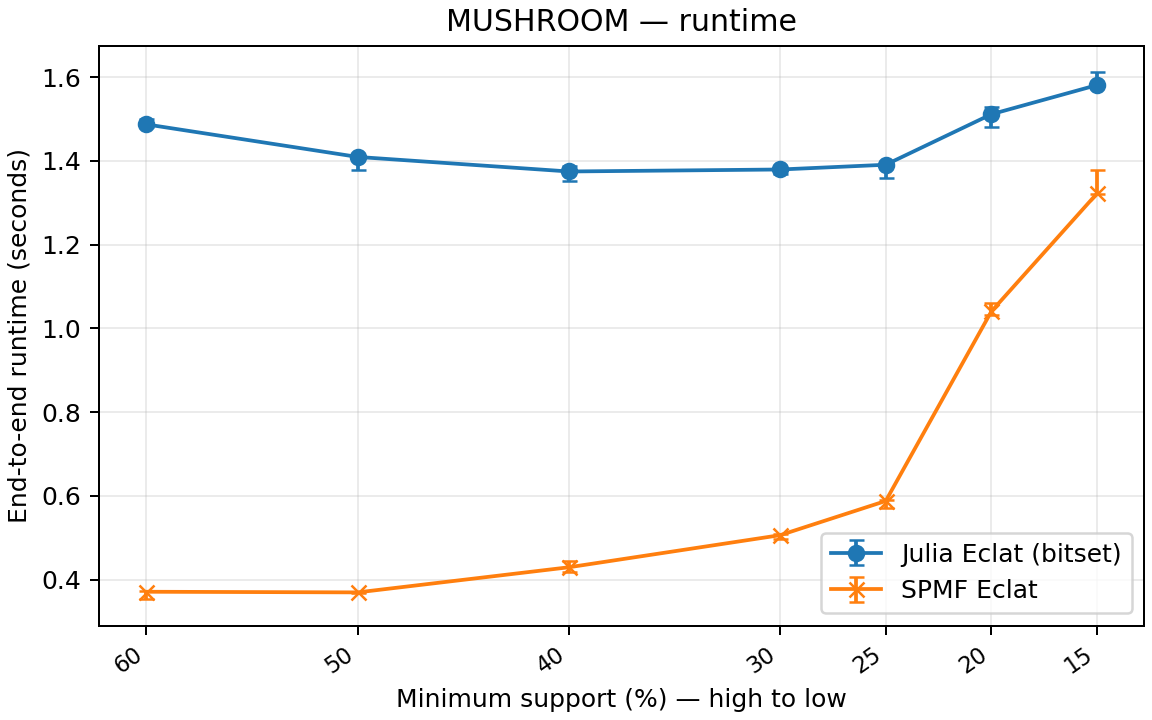 MUSHROOM — runtime
End-to-end runtime (seconds)
1.6
1.4
1.2
1.0
0.8
0.6
0.4
Julia Eclat (bitset)
SPMF Eclat
60
50
40
30
25
20
15
Minimum support (%) — high to low